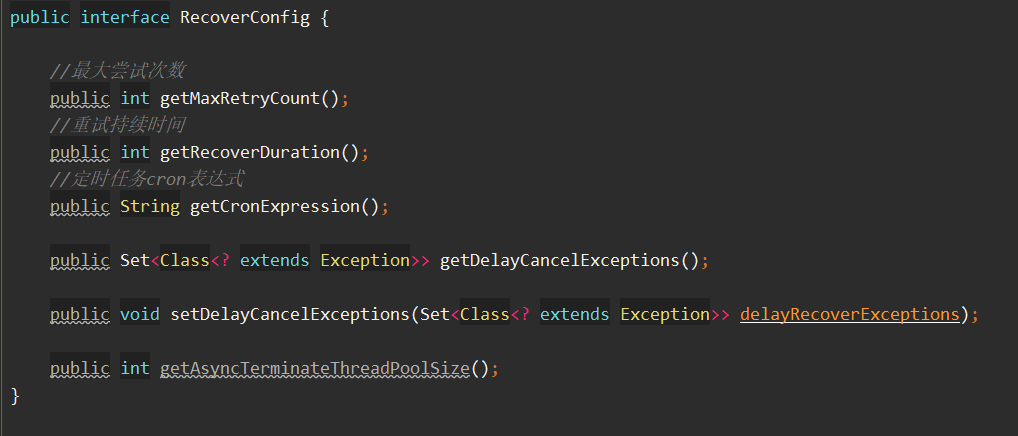 public interface RecoverConfig {
//最大尝试次数
public int getMaxRetryCount();
//重试持续时间
public int getRecoverDuration();
//定时任务cron表达式
public String getCronExpression();
public Set<Class<? extends Exception>> getDelayCancelExceptions();
public void setDelayCancelExceptions(Set<Class<? extends Exception>> delayRecoverExceptions);
public int getAsyncTerminateThreadPoolSize();
}